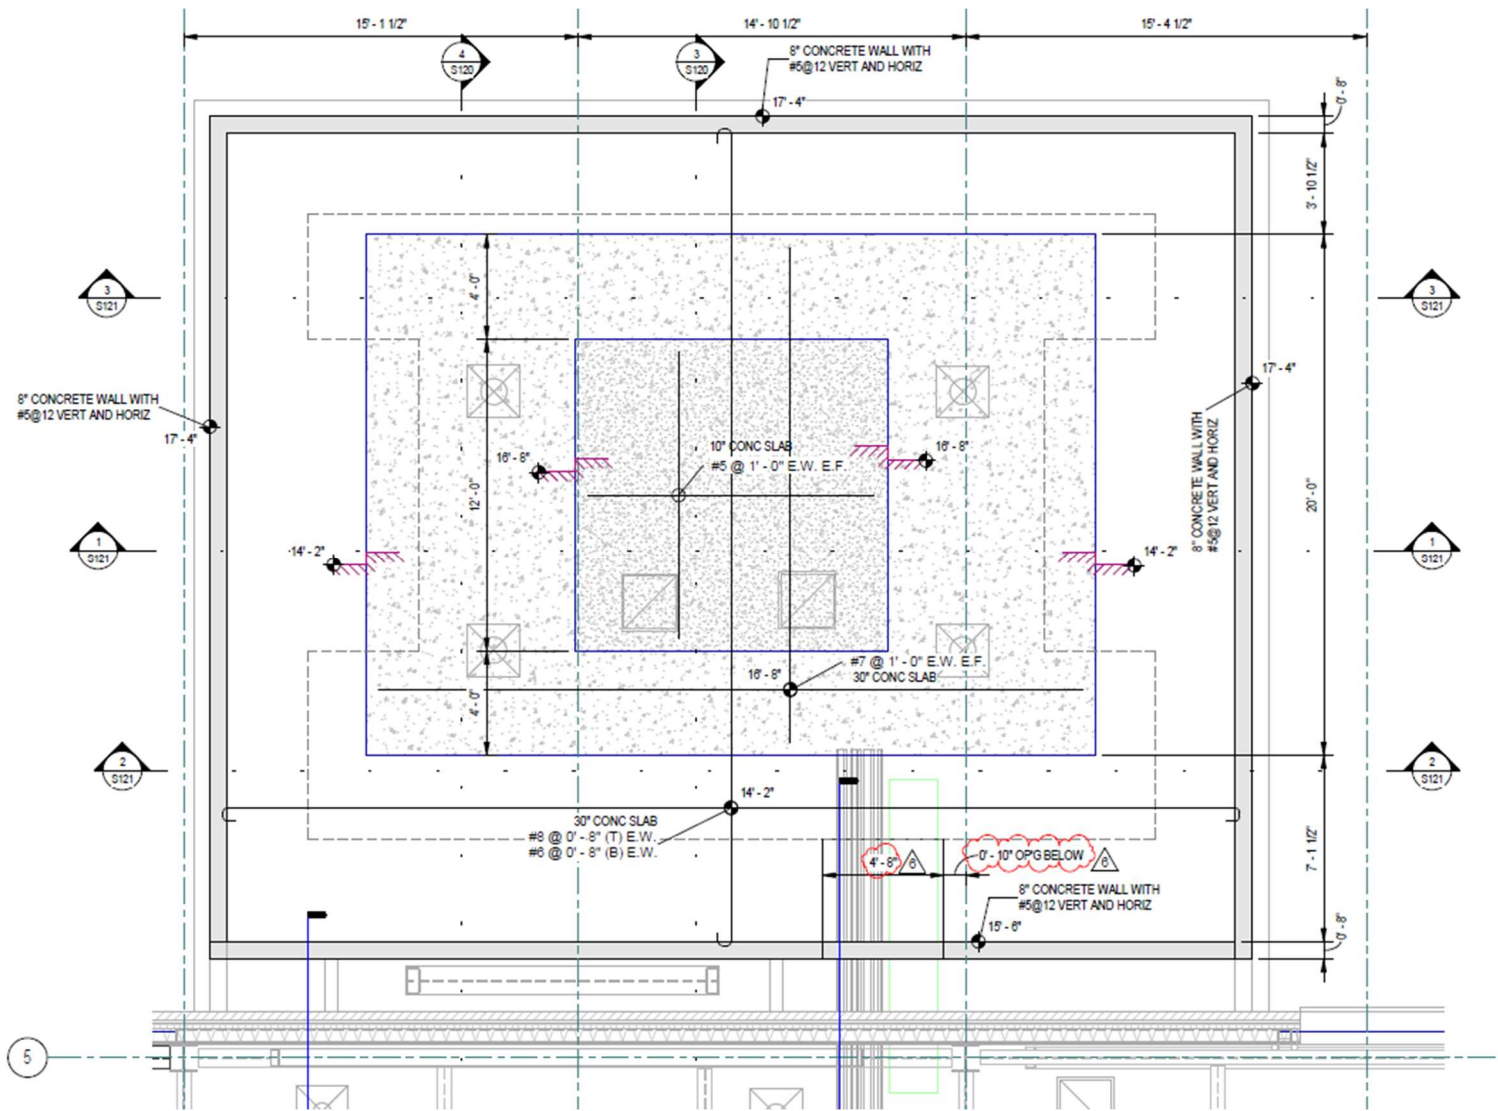 15' - 1 1/2"
14' - 10 1/2"
15' - 4 1/2"
4
S120
3
S120
8" CONCRETE WALL WITH
#5@12 VERT AND HORIZ
17' - 4"
0' - 8"
3' - 10 1/2"
4' - 0"
3
S121
3
S121
17' - 4"
8" CONCRETE WALL WITH
#5@12 VERT AND HORIZ
17' - 4"
8" CONCRETE WALL WITH
#5@12 VERT AND HORIZ
10" CONC SLAB
#5 @ 1' - 0" E.W. E.F.
16' - 8"
16' - 8"
12' - 0"
20' - 0"
1
S121
14' - 2"
14' - 2"
1
S121
#7 @ 1' - 0" E.W. E.F.
30" CONC SLAB
16' - 8"
4' - 0"
2
S121
2
S121
14' - 2"
30" CONC SLAB
#8 @ 0' - 8" (T) E.W.
#6 @ 0' - 8" (B) E.W.
4' - 8"
6
0' - 10" OP'G BELOW
6
7' - 1 1/2"
8" CONCRETE WALL WITH
#5@12 VERT AND HORIZ
15' - 6"
0' - 8"
5